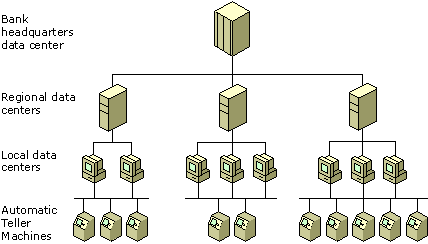 Bank
headquarters
data center
Regional data
centers
Local data
centers
Automatic
Teller
Machines